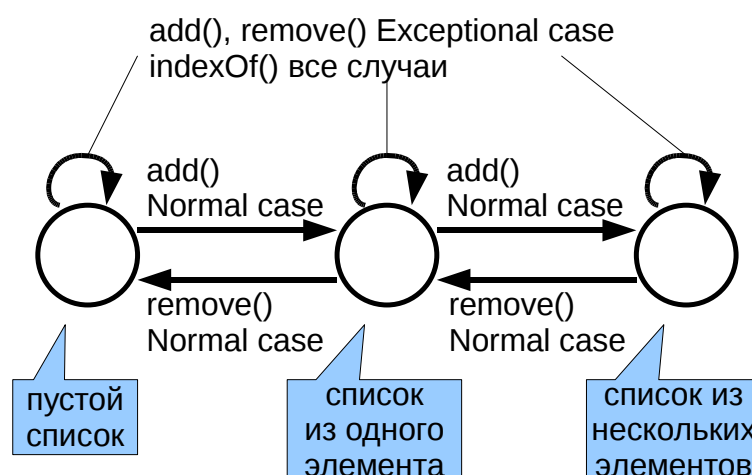 add(), remove() Exceptional case
indexOf() все случаи
add()
Normal case
add()
Normal case
remove()
Normal case
remove()
Normal case
пустой
список
список
из одного
элемента
список из
нескольких
элементов